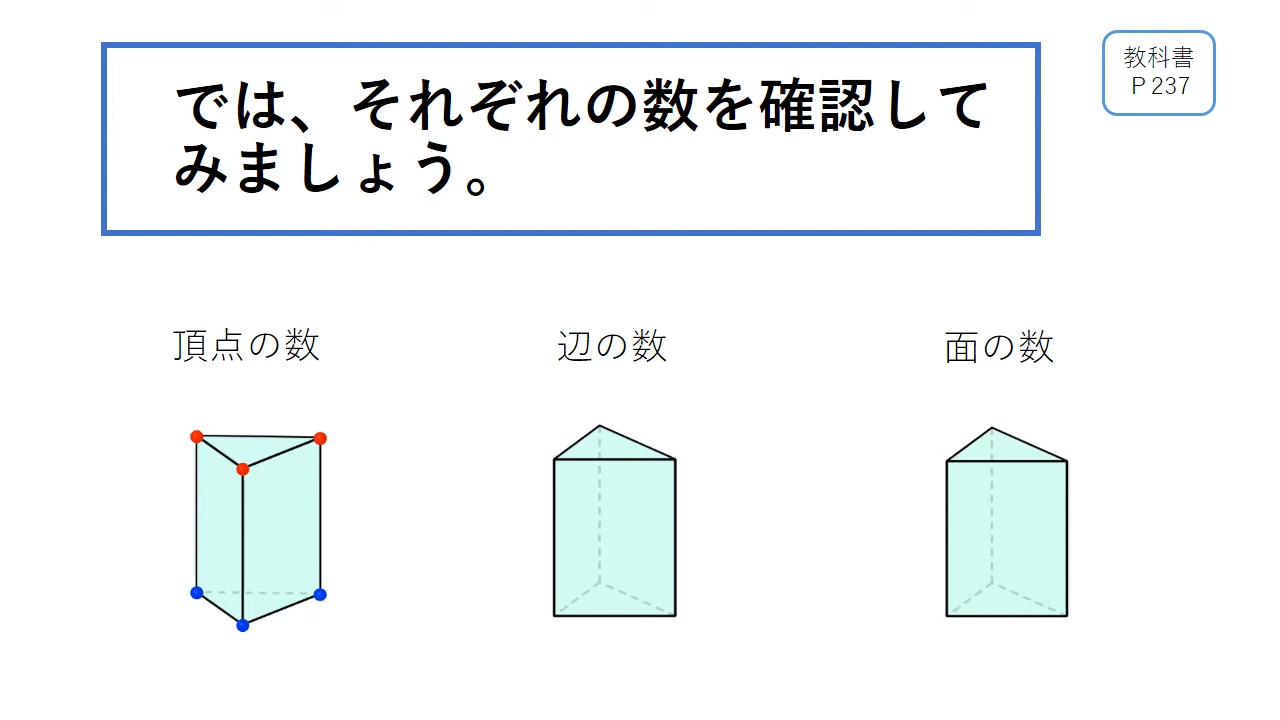 では、それぞれの数を確認して
みましょう。
教科書
Ｐ237
頂点の数
辺の数
面の数